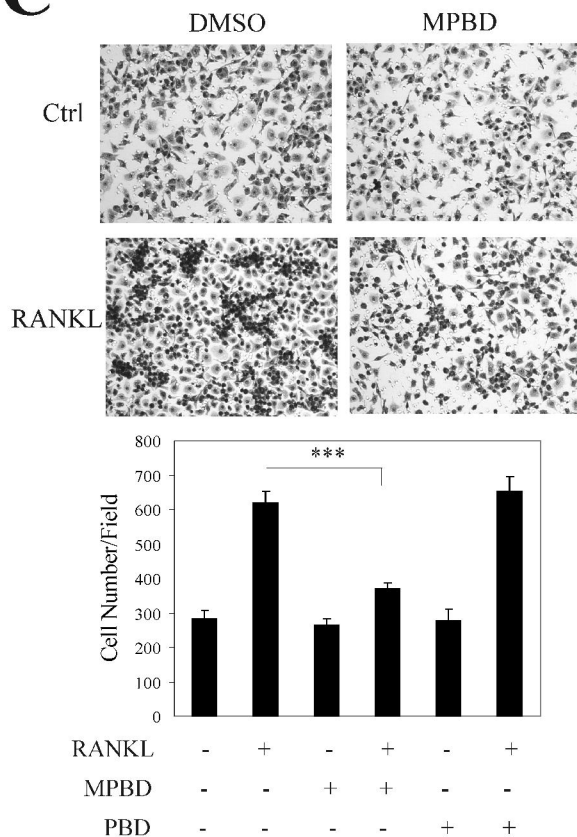 C
DMSO MPBD
Ctrl
RANKL
800
700
600
500
400
300
200
100
0
Cell Number/Field
***
RANKL - + - + - +
MPBD - - + + - -
PBD - - - - + +